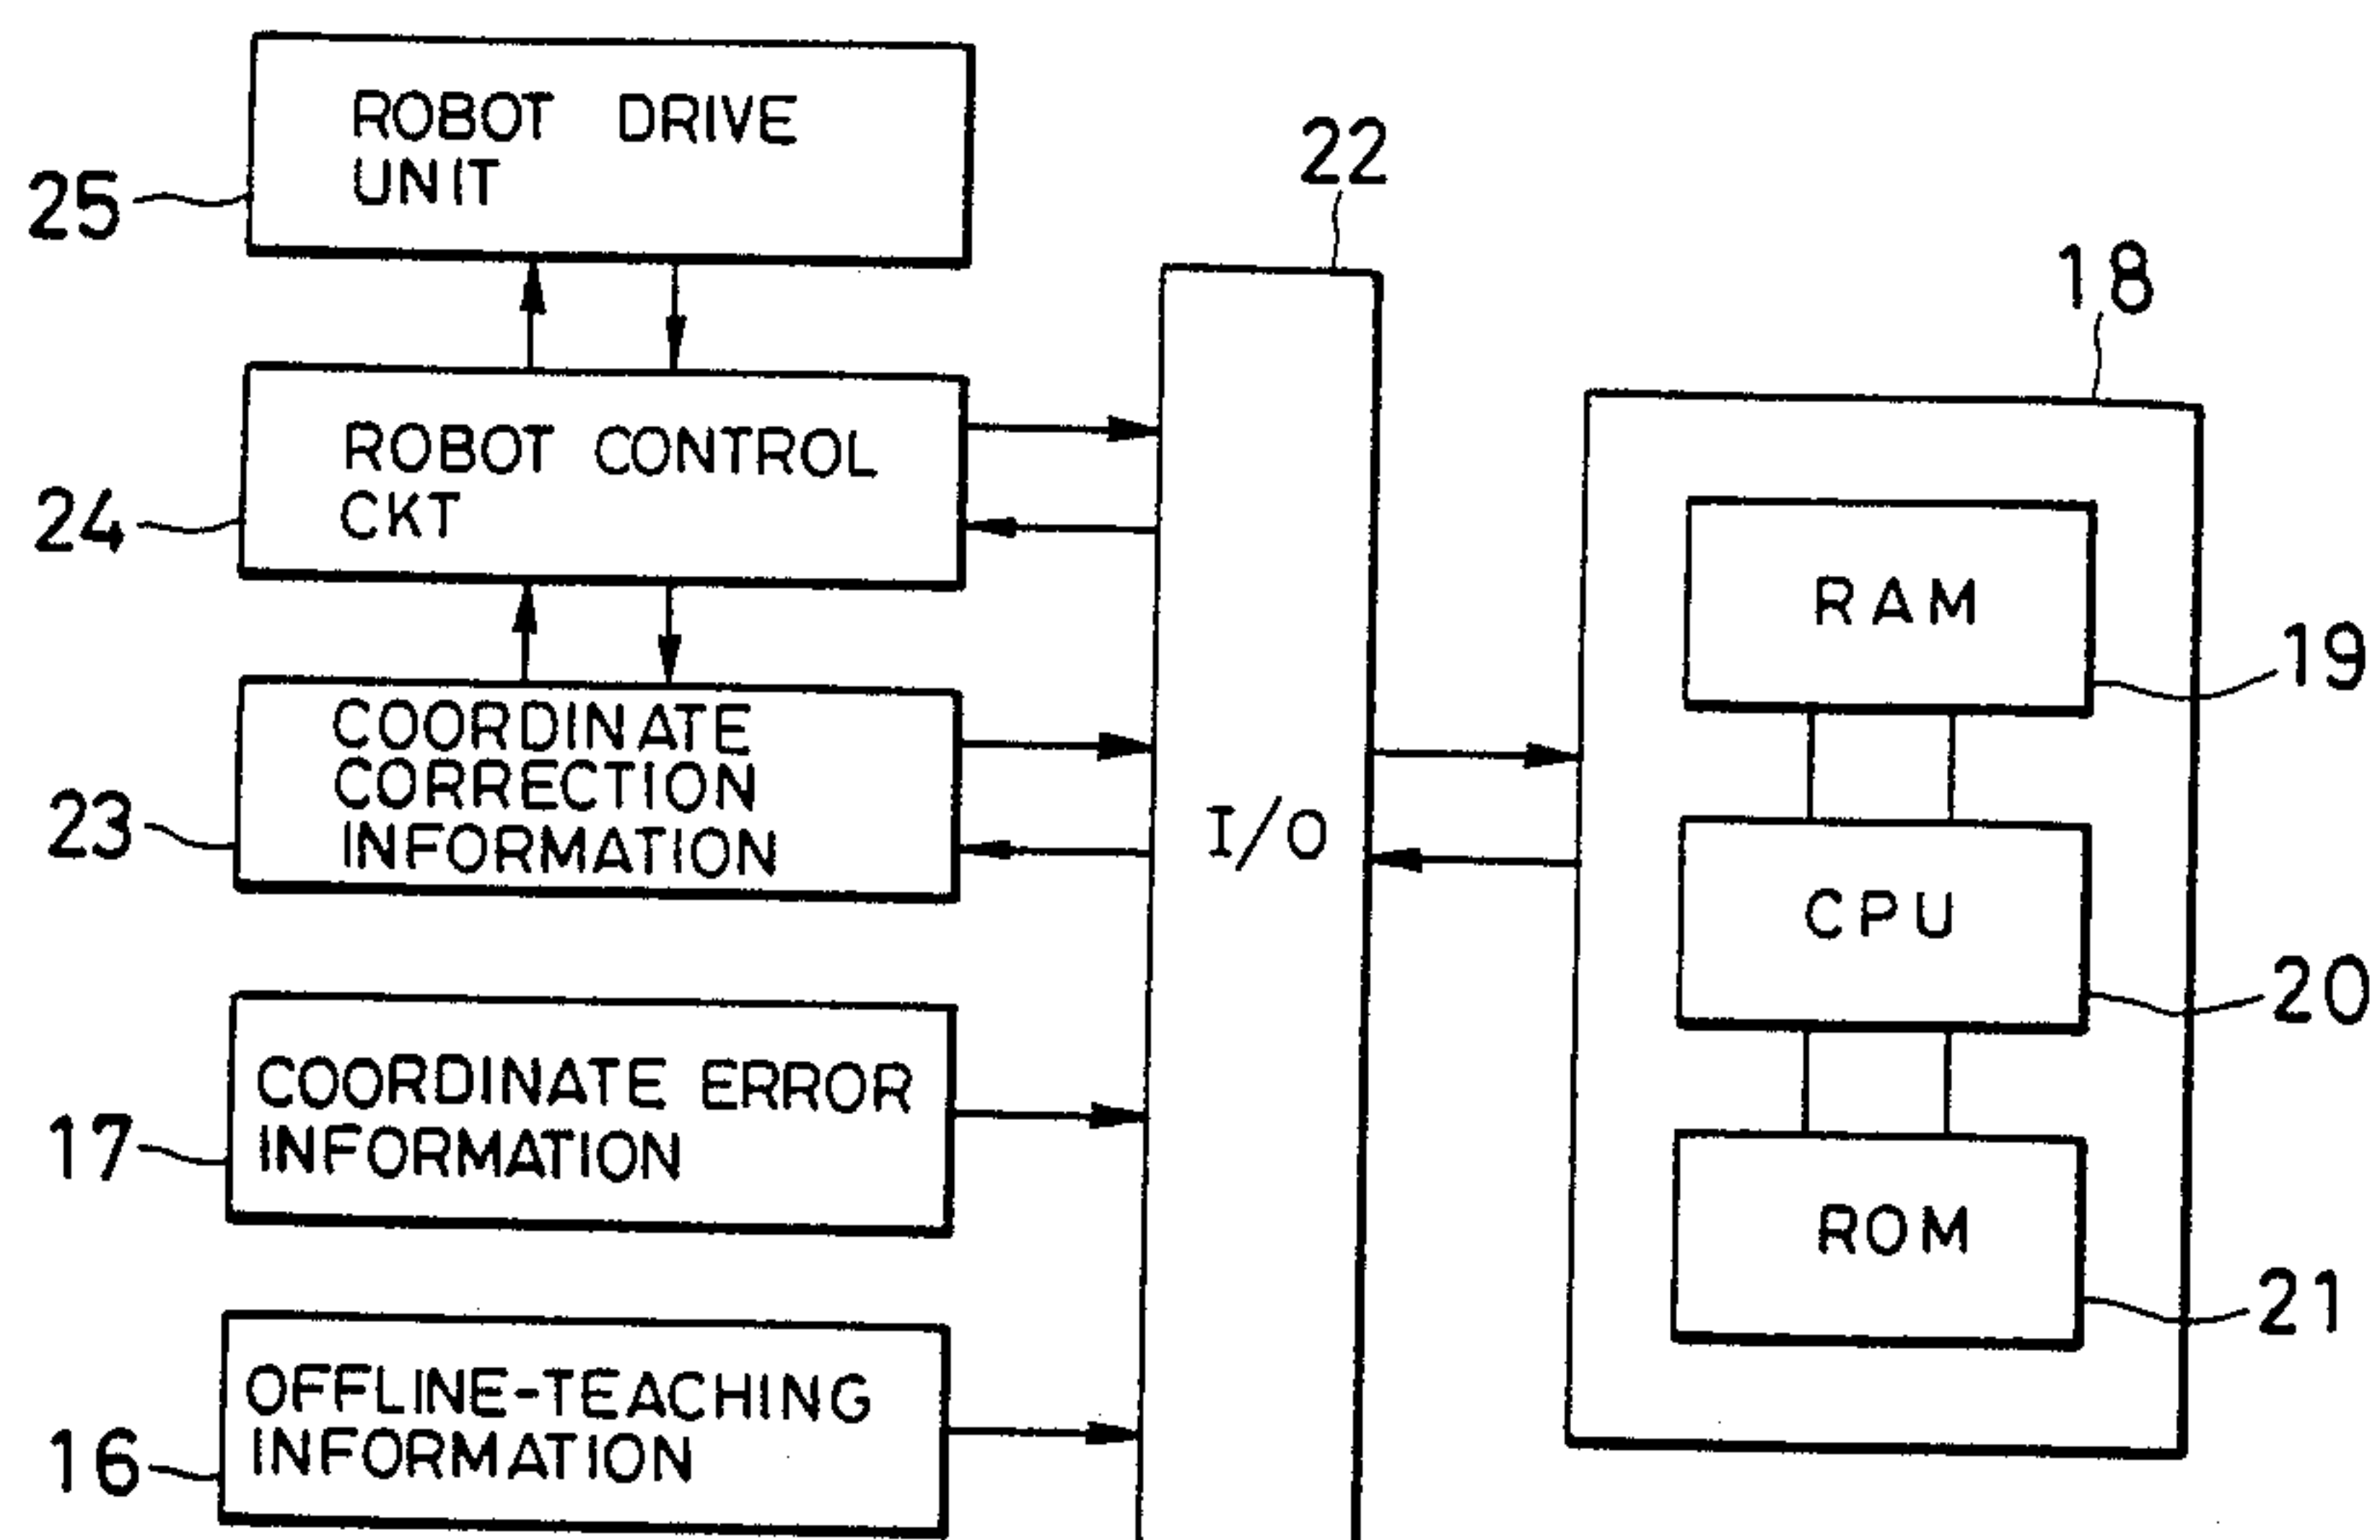 ROBOT DRIVE
UNIT
25
22
18
ROBOT CONTROL
CKT
24
RAM
19
COORDINATE
CORRECTION
INFORMATION
23
I/O
CPU
20
COORDINATE ERROR
INFORMATION
17
ROM
21
OFFLINE-TEACHING
INFORMATION
16